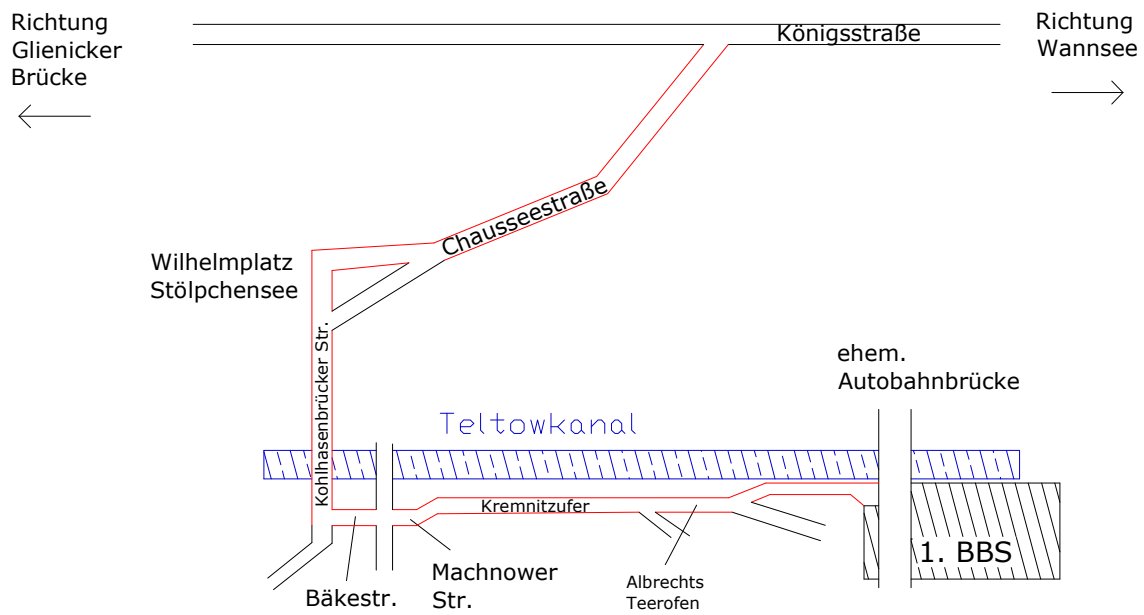 Richtung
Glienicker
Brücke
Königsstraße
Richtung
Wannsee
Chausseestraße
Wilhelmplatz
Stölpchensee
Kohlhasenbrücker Str.
ehem.
Autobahnbrücke
Teltowkanal
Kremnitzufer
1. BBS
Bäkestr.
Machnower
Str.
Albrechts
Teerofen